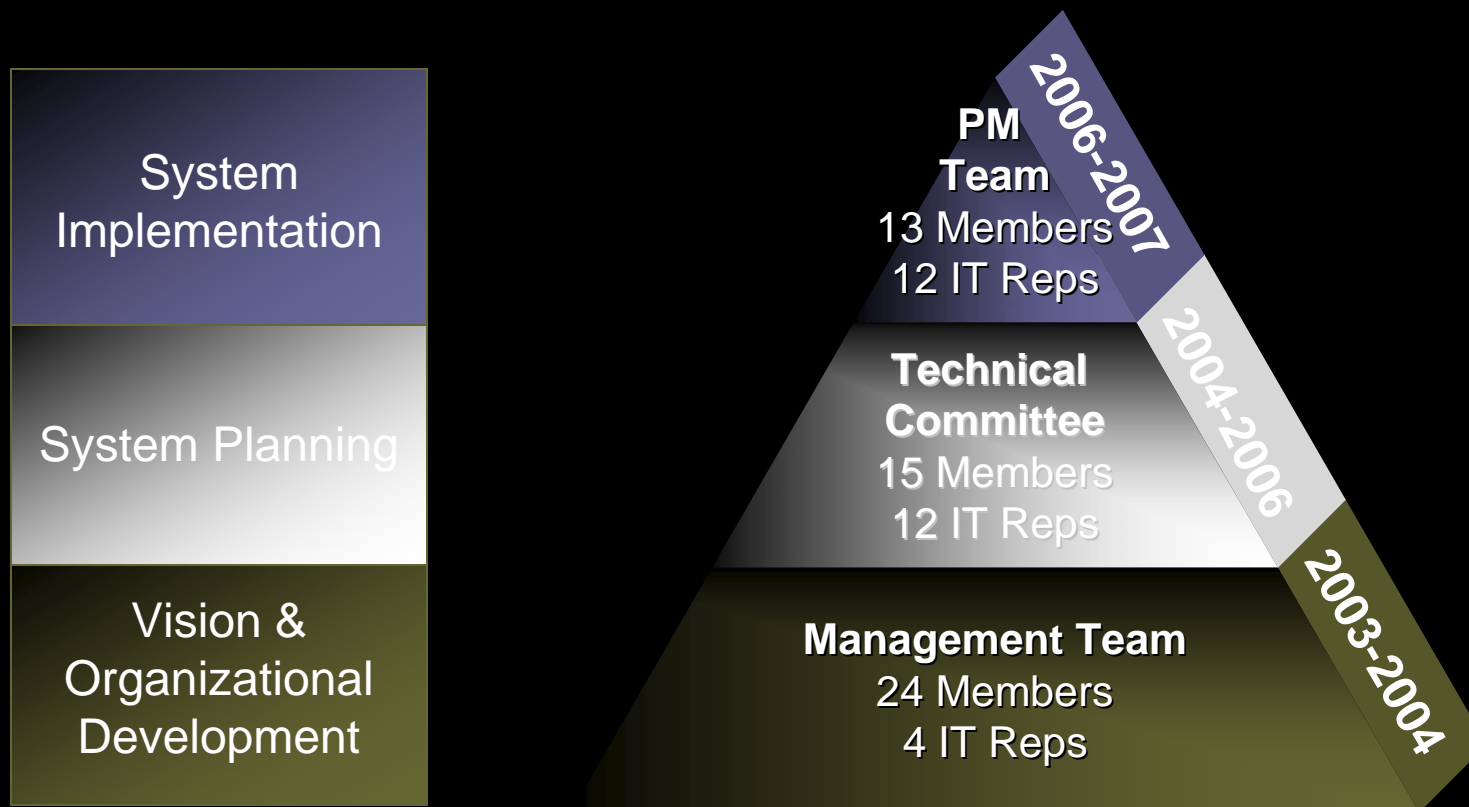 System
Implementation
System Planning
Vision &
Organizational
Development
PM
Team
13 Members
12 IT Reps
2006-2007
Technical
Committee
15 Members
12 IT Reps
2004-2006
Management Team
24 Members
4 IT Reps
2003-2004